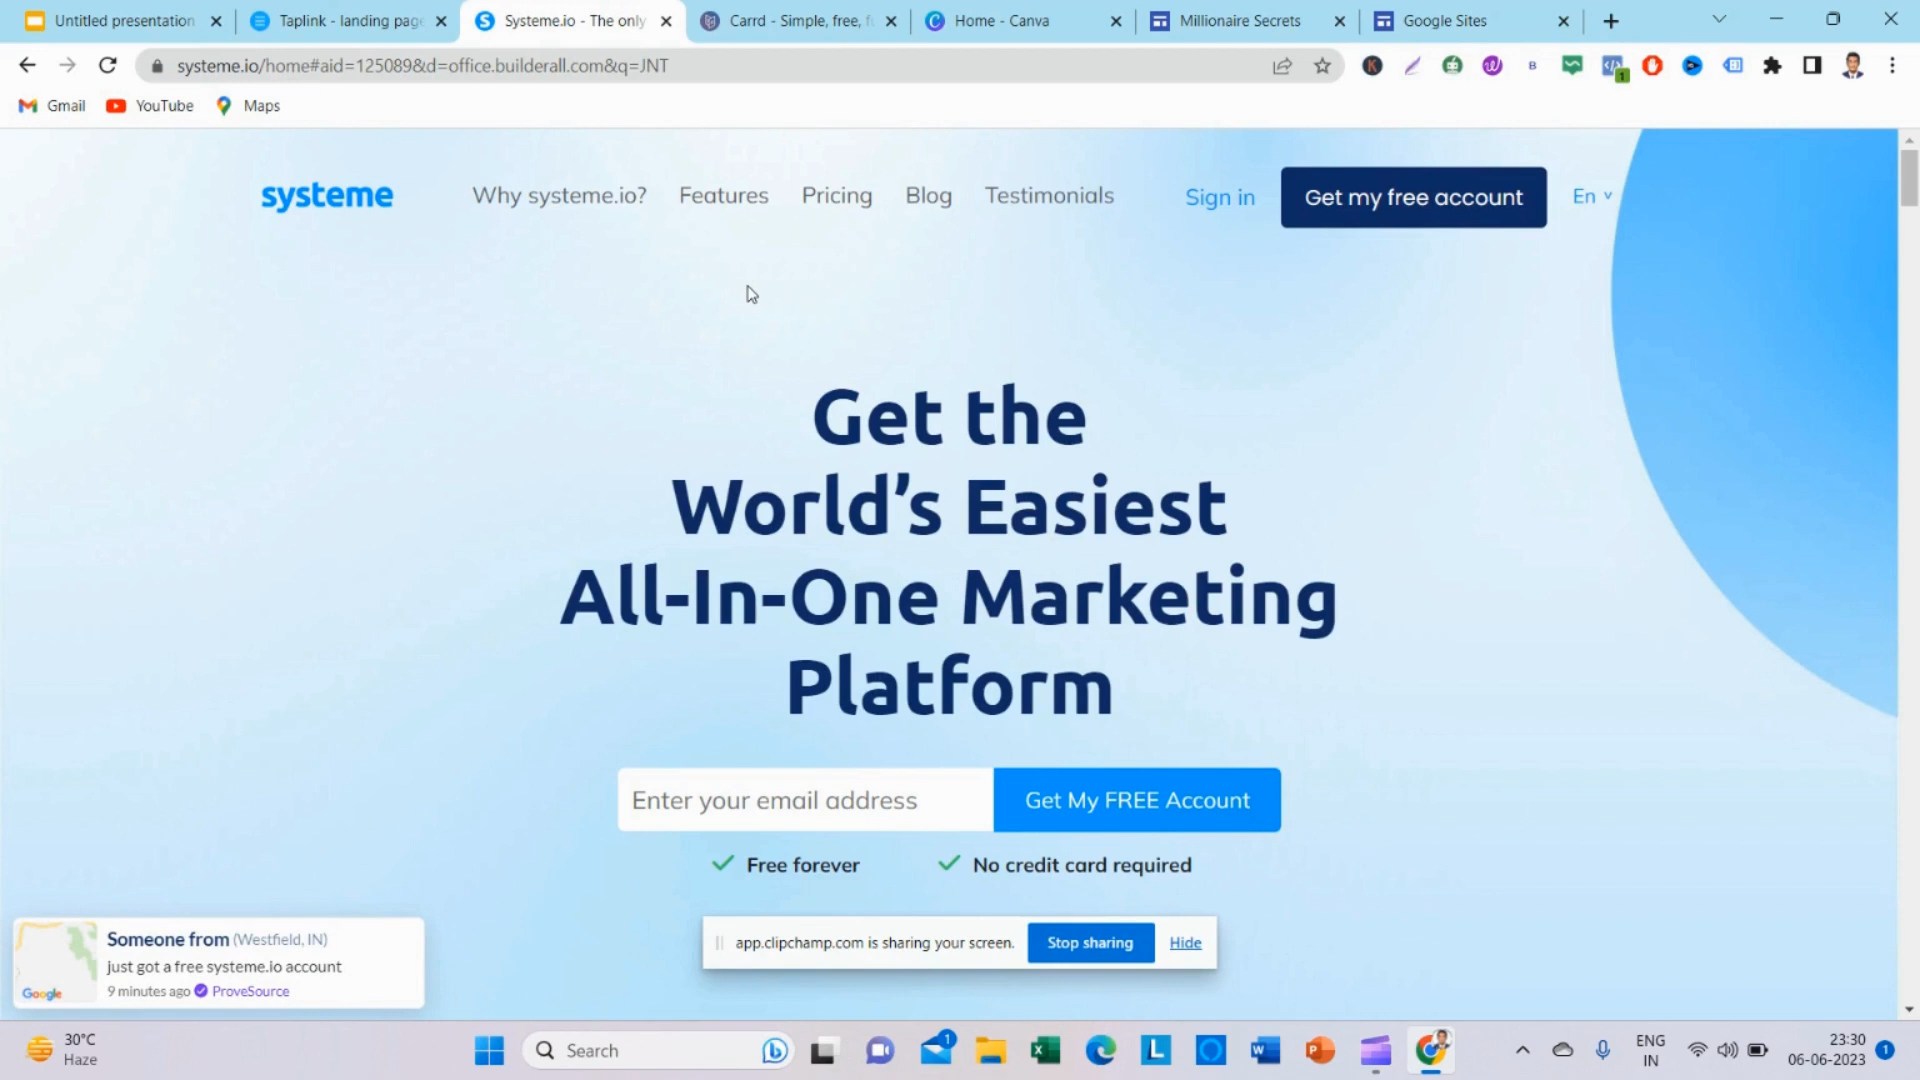 Untitled presentation
Taplink - landing page
Systeme.io - The only
Carrd - Simple, free, f
Home - Canva
Millionaire Secrets
Google Sites
systeme.io/home#aid=125089&d=office.builderall.com&q=JNT
Gmail
YouTube
Maps
systeme
Why systeme.io?
Features
Pricing
Blog
Testimonials
Sign in
Get my free account
En
Get the
World's Easiest
All-In-One Marketing
Platform
Enter your email address
Get My FREE Account
Free forever
No credit card required
app.clipchamp.com is sharing your screen.
Stop sharing
Hide
Someone from (Westfield, IN)
just got a free systeme.io account
9 minutes ago ProveSource
Google
30°C
Haze
Search
1
ENG
IN
23:30
06-06-2023
1